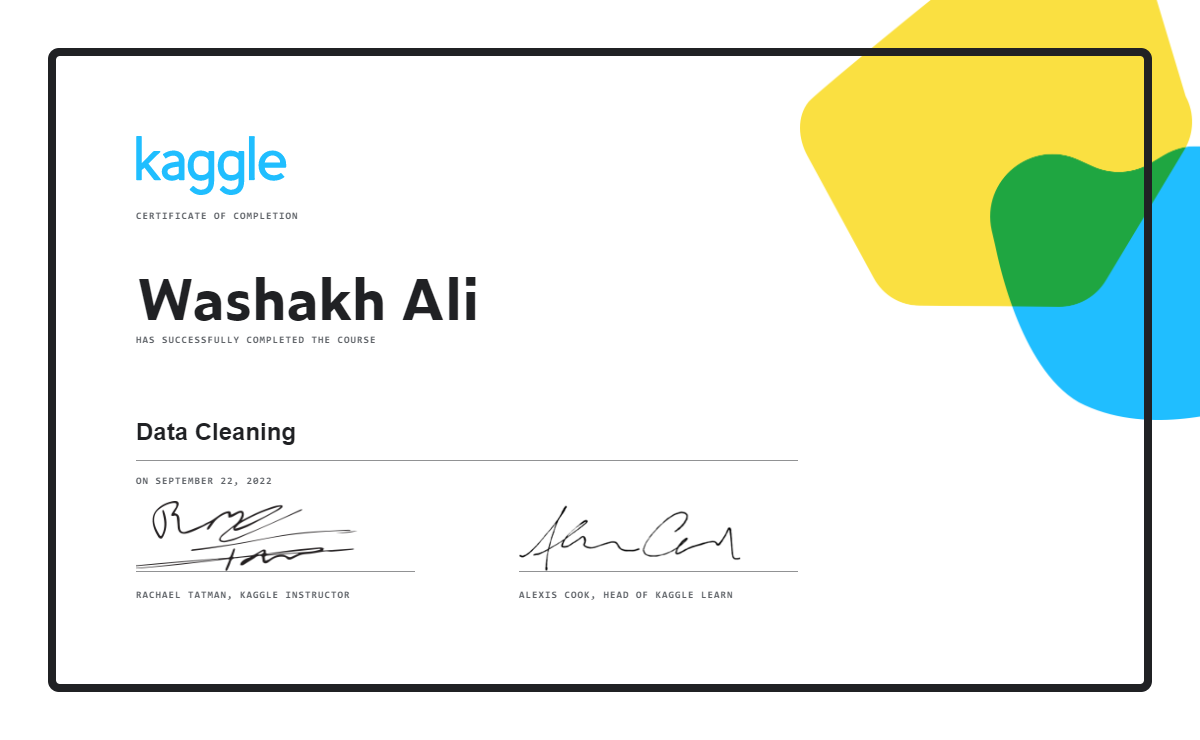 kaggle
CERTIFICATE OF COMPLETION
Washakh Ali
HAS SUCCESSFULLY COMPLETED THE COURSE
Data Cleaning
ON SEPTEMBER 22, 2022
RACHAEL TATMAN, KAGGLE INSTRUCTOR
ALEXIS COOK, HEAD OF KAGGLE LEARN